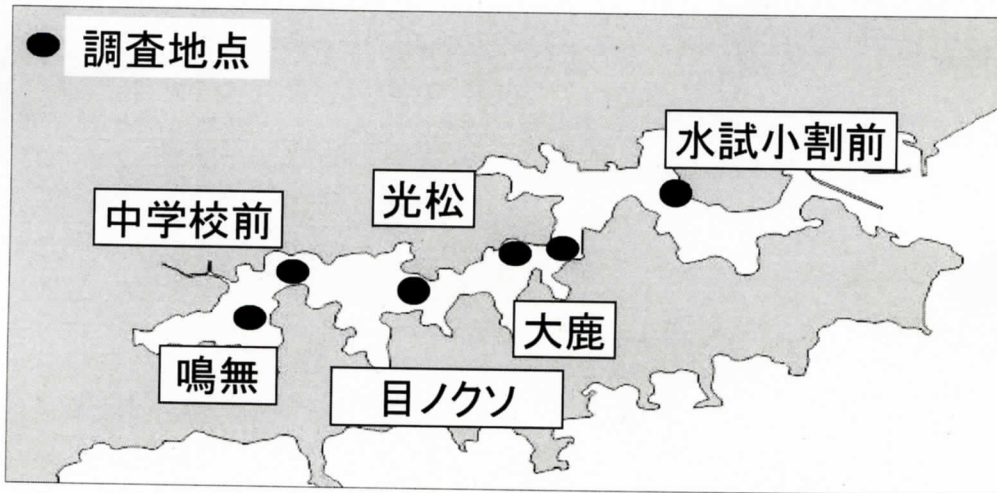 調査地点
水試小割前
光松
中学校前
大鹿
鳴無
目ノクソ